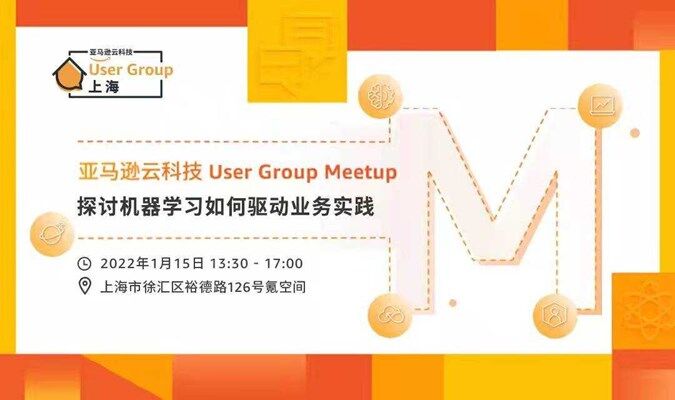 亚马逊云科技
User Group
上海
亚马逊云科技 User Group Meetup
探讨机器学习如何驱动业务实践
2022年1月15日 13:30 - 17:00
上海市徐汇区裕德路126号氪空间
M